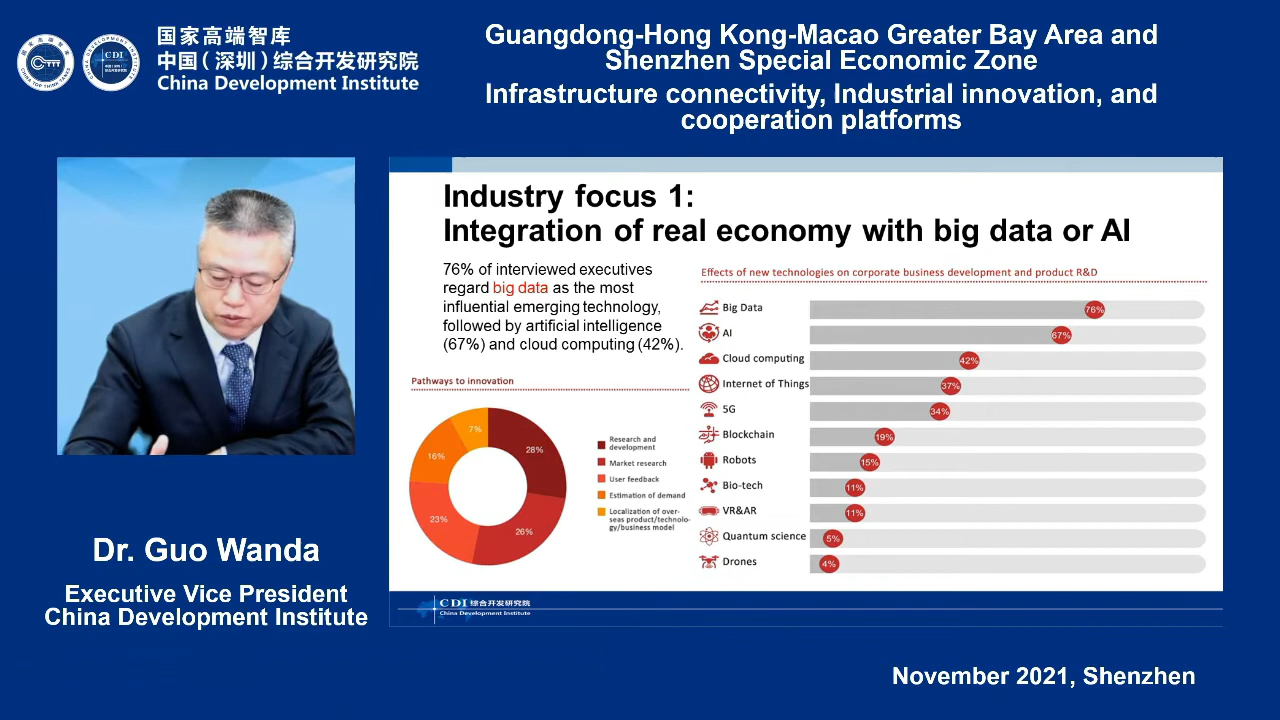 国家高端智库
中国(深圳)综合开发研究院
China Development Institute
CDI
Guangdong-Hong Kong-Macao Greater Bay Area and
Shenzhen Special Economic Zone
Infrastructure connectivity, Industrial innovation, and
cooperation platforms
Industry focus 1:
Integration of real economy with big data or AI
76% of interviewed executives
regard big data as the most
influential emerging technology,
followed by artificial intelligence
(67%) and cloud computing (42%).
Pathways to innovation
28%
26%
23%
16%
7%
Research and
development
Market research
User feedback
Estimation of demand
Localization of over-
seas product/technolo-
gy/business model
Effects of new technologies on corporate business development and product R&D
Big Data 76%
AI 67%
Cloud computing 42%
Internet of Things 37%
5G 34%
Blockchain 19%
Robots 15%
Bio-tech 11%
VR&AR 11%
Quantum science 5%
Drones 4%
CDI 综合开发研究院
China Development Institute
Dr. Guo Wanda
Executive Vice President
China Development Institute
November 2021, Shenzhen